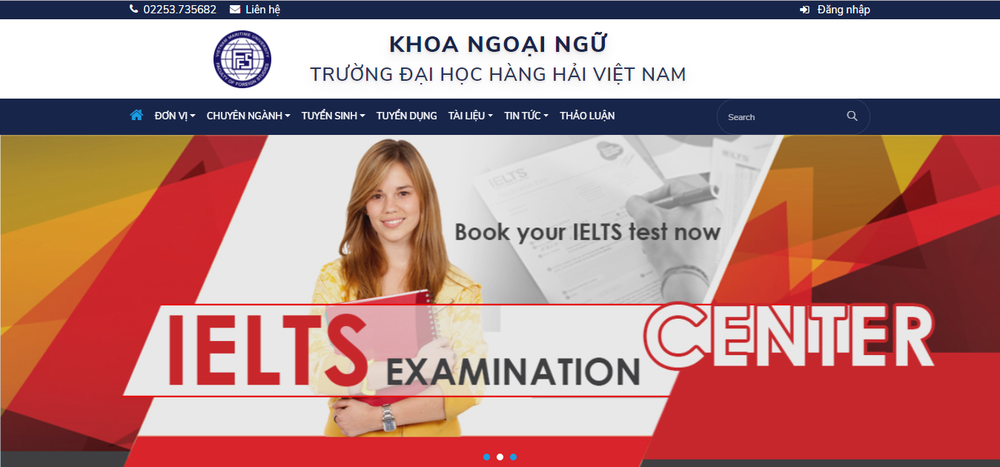 02253.735682 Liên hệ Đăng nhập
VIETNAM MARITIME UNIVERSITY
FACULTY OF FOREIGN STUDIES
FFS
KHOA NGOẠI NGỮ
TRƯỜNG ĐẠI HỌC HÀNG HẢI VIỆT NAM
ĐƠN VỊ CHUYÊN NGÀNH TUYỂN SINH TUYỂN DỤNG TÀI LIỆU TIN TỨC THẢO LUẬN Search
IELTS
IELTS
Book your IELTS test now
IELTS EXAMINATION CENTER